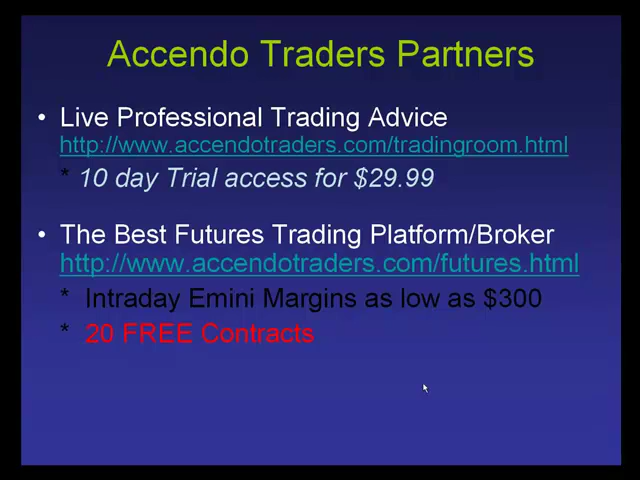 Accendo Traders Partners
• Live Professional Trading Advice
http://www.accendotraders.com/tradingroom.html
* 10 day Trial access for $29.99
• The Best Futures Trading Platform/Broker
http://www.accendotraders.com/futures.html
* Intraday Emini Margins as low as $300
* 20 FREE Contracts